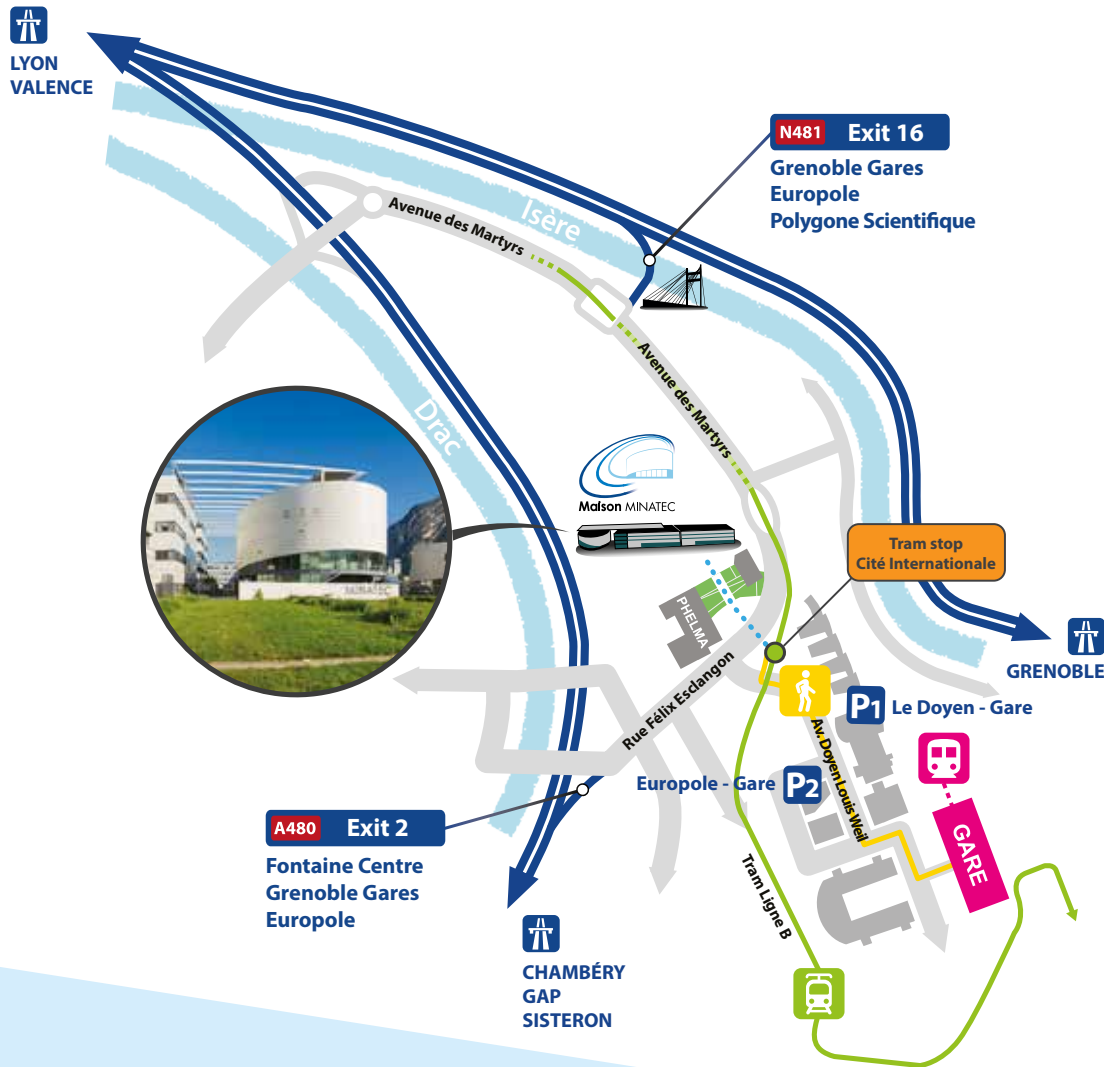 LYON
VALENCE
N481 Exit 16
Grenoble Gares
Europole
Polygone Scientifique
Isère
Avenue des Martyrs
Avenue des Martyrs
Drac
Maison MINATEC
MINATEC
Tram stop
Cité Internationale
PHELMA
GRENOBLE
Rue Félix Esclangon
P1 Le Doyen - Gare
Europole - Gare P2
Av. Doyen Louis Weil
GARE
A480 Exit 2
Fontaine Centre
Grenoble Gares
Europole
Tram Ligne B
CHAMBÉRY
GAP
SISTERON